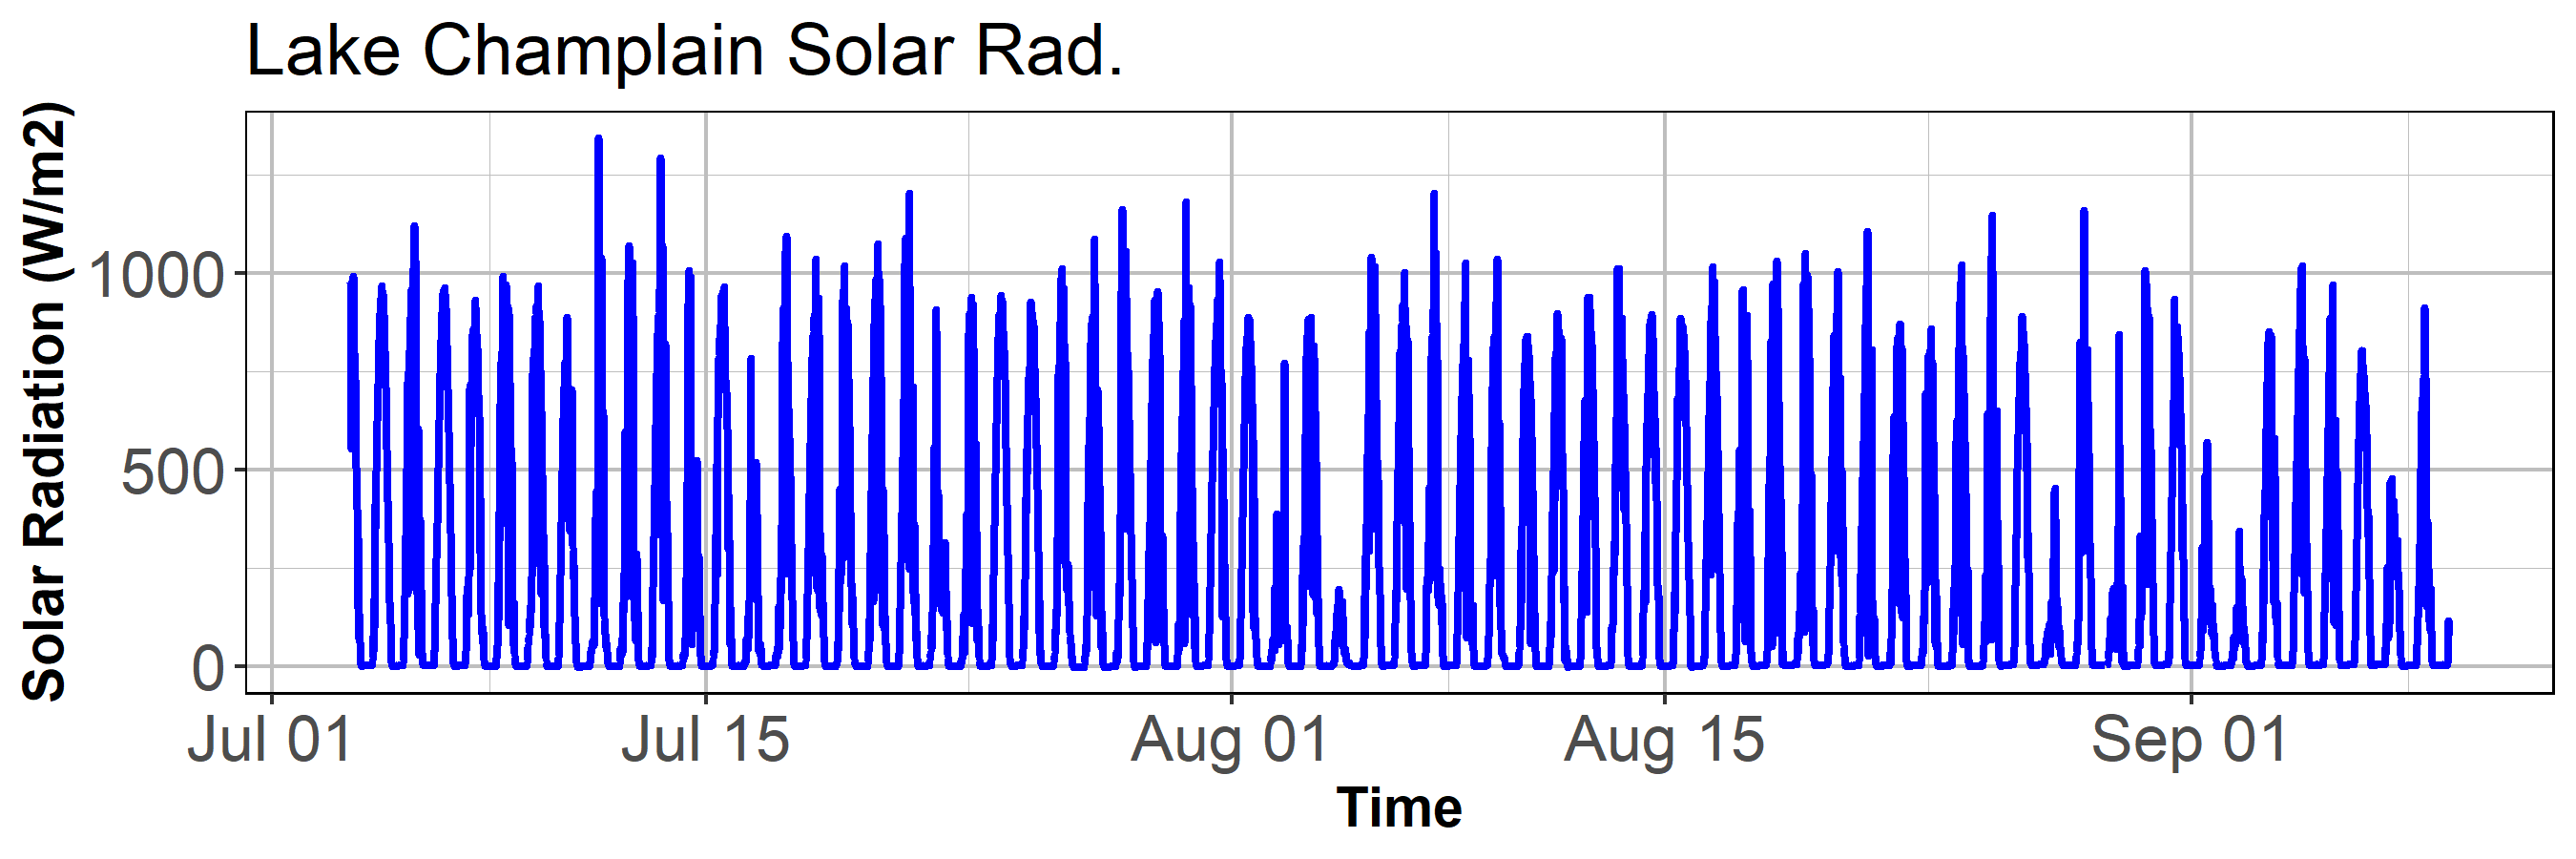 Lake Champlain Solar Rad.
Solar Radiation (W/m2)
1000
500
0
Jul 01
Jul 15
Aug 01
Aug 15
Sep 01
Time